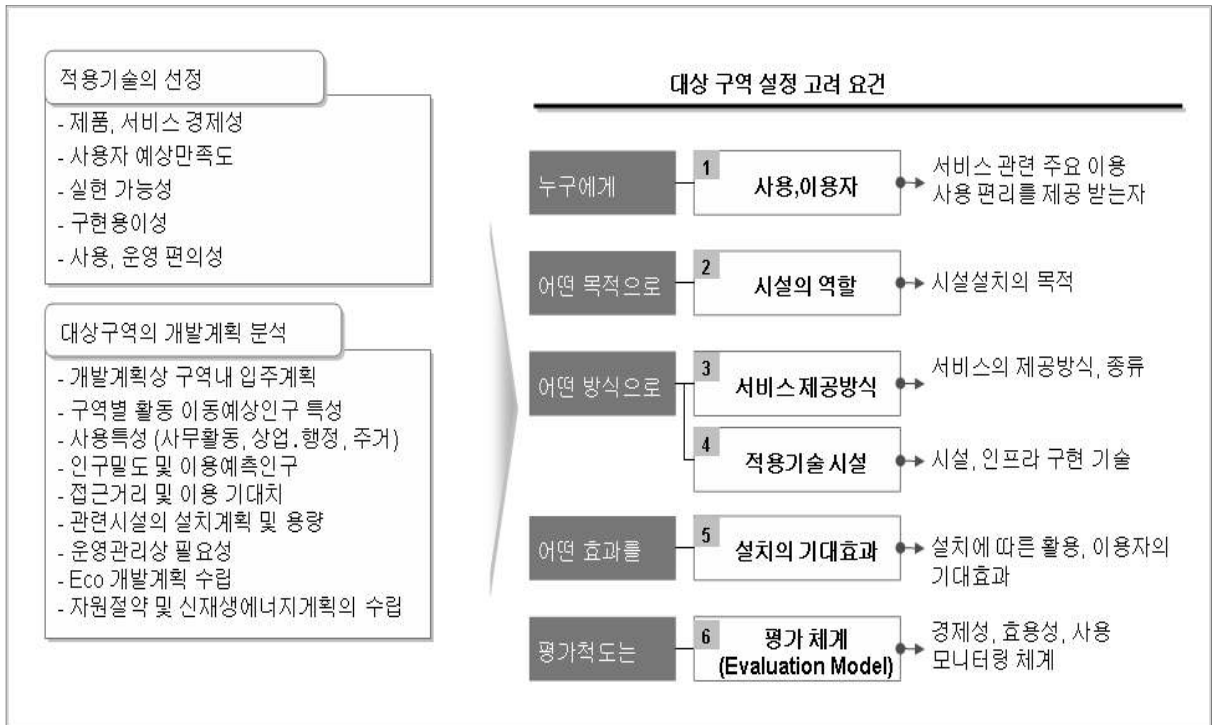 적용기술의 선정
- 제품, 서비스 경제성
- 사용자 예상만족도
- 실현 가능성
- 구현용이성
- 사용, 운영 편의성
대상구역의 개발계획 분석
- 개발계획상 구역내 입주계획
- 구역별 활동 이동예상인구 특성
- 사용특성 (사무활동, 상업.행정, 주거)
- 인구밀도 및 이용예측인구
- 접근거리 및 이용 기대치
- 관련시설의 설치계획 및 용량
- 운영관리상 필요성
- Eco 개발계획 수립
- 자원절약 및 신재생에너지계획의 수립
대상 구역 설정 고려 요건
누구에게
1
사용,이용자
서비스 관련 주요 이용
사용 편리를 제공 받는자
어떤 목적으로
2
시설의 역할
시설설치의 목적
어떤 방식으로
3
서비스 제공방식
서비스의 제공방식, 종류
4
적용기술 시설
시설, 인프라 구현 기술
어떤 효과를
5
설치의 기대효과
설치에 따른 활용, 이용자의
기대효과
평가척도는
6
평가 체계
(Evaluation Model)
경제성, 효용성, 사용
모니터링 체계